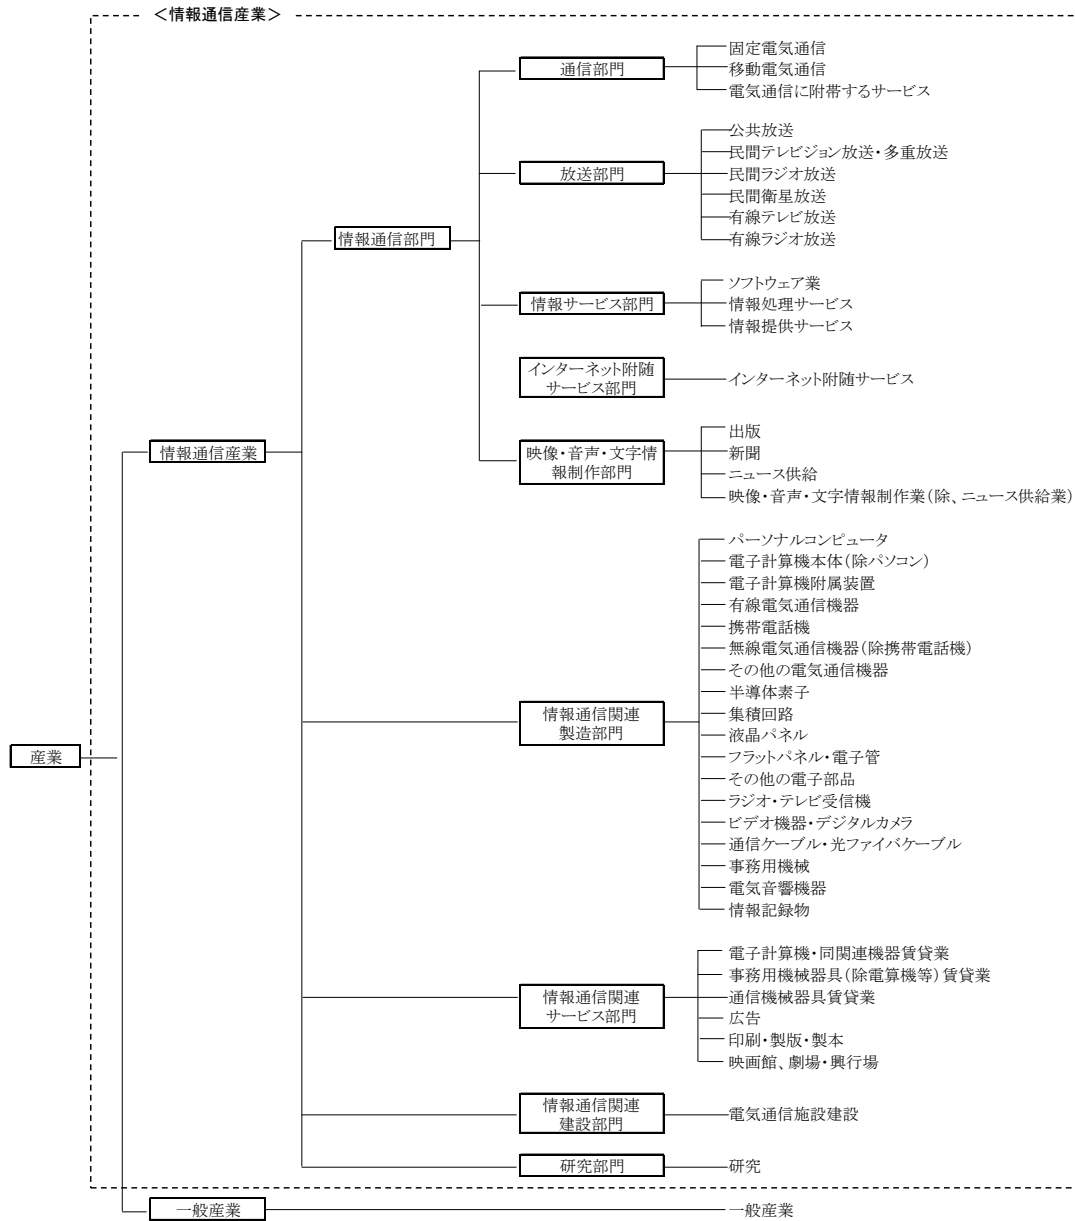 ＜情報通信産業＞
産業
情報通信産業
情報通信部門
通信部門
固定電気通信
移動電気通信
電気通信に附帯するサービス
放送部門
公共放送
民間テレビジョン放送・多重放送
民間ラジオ放送
民間衛星放送
有線テレビ放送
有線ラジオ放送
情報サービス部門
ソフトウェア業
情報処理サービス
情報提供サービス
インターネット附随
サービス部門
インターネット附随サービス
映像・音声・文字情
報制作部門
出版
新聞
ニュース供給
映像・音声・文字情報制作業（除、ニュース供給業）
情報通信関連
製造部門
パーソナルコンピュータ
電子計算機本体（除パソコン）
電子計算機附属装置
有線電気通信機器
携帯電話機
無線電気通信機器（除携帯電話機）
その他の電気通信機器
半導体素子
集積回路
液晶パネル
フラットパネル・電子管
その他の電子部品
ラジオ・テレビ受信機
ビデオ機器・デジタルカメラ
通信ケーブル・光ファイバケーブル
事務用機械
電気音響機器
情報記録物
情報通信関連
サービス部門
電子計算機・同関連機器賃貸業
事務用機械器具（除電算機等）賃貸業
通信機械器具賃貸業
広告
印刷・製版・製本
映画館、劇場・興行場
情報通信関連
建設部門
電気通信施設建設
研究部門
研究
一般産業
一般産業